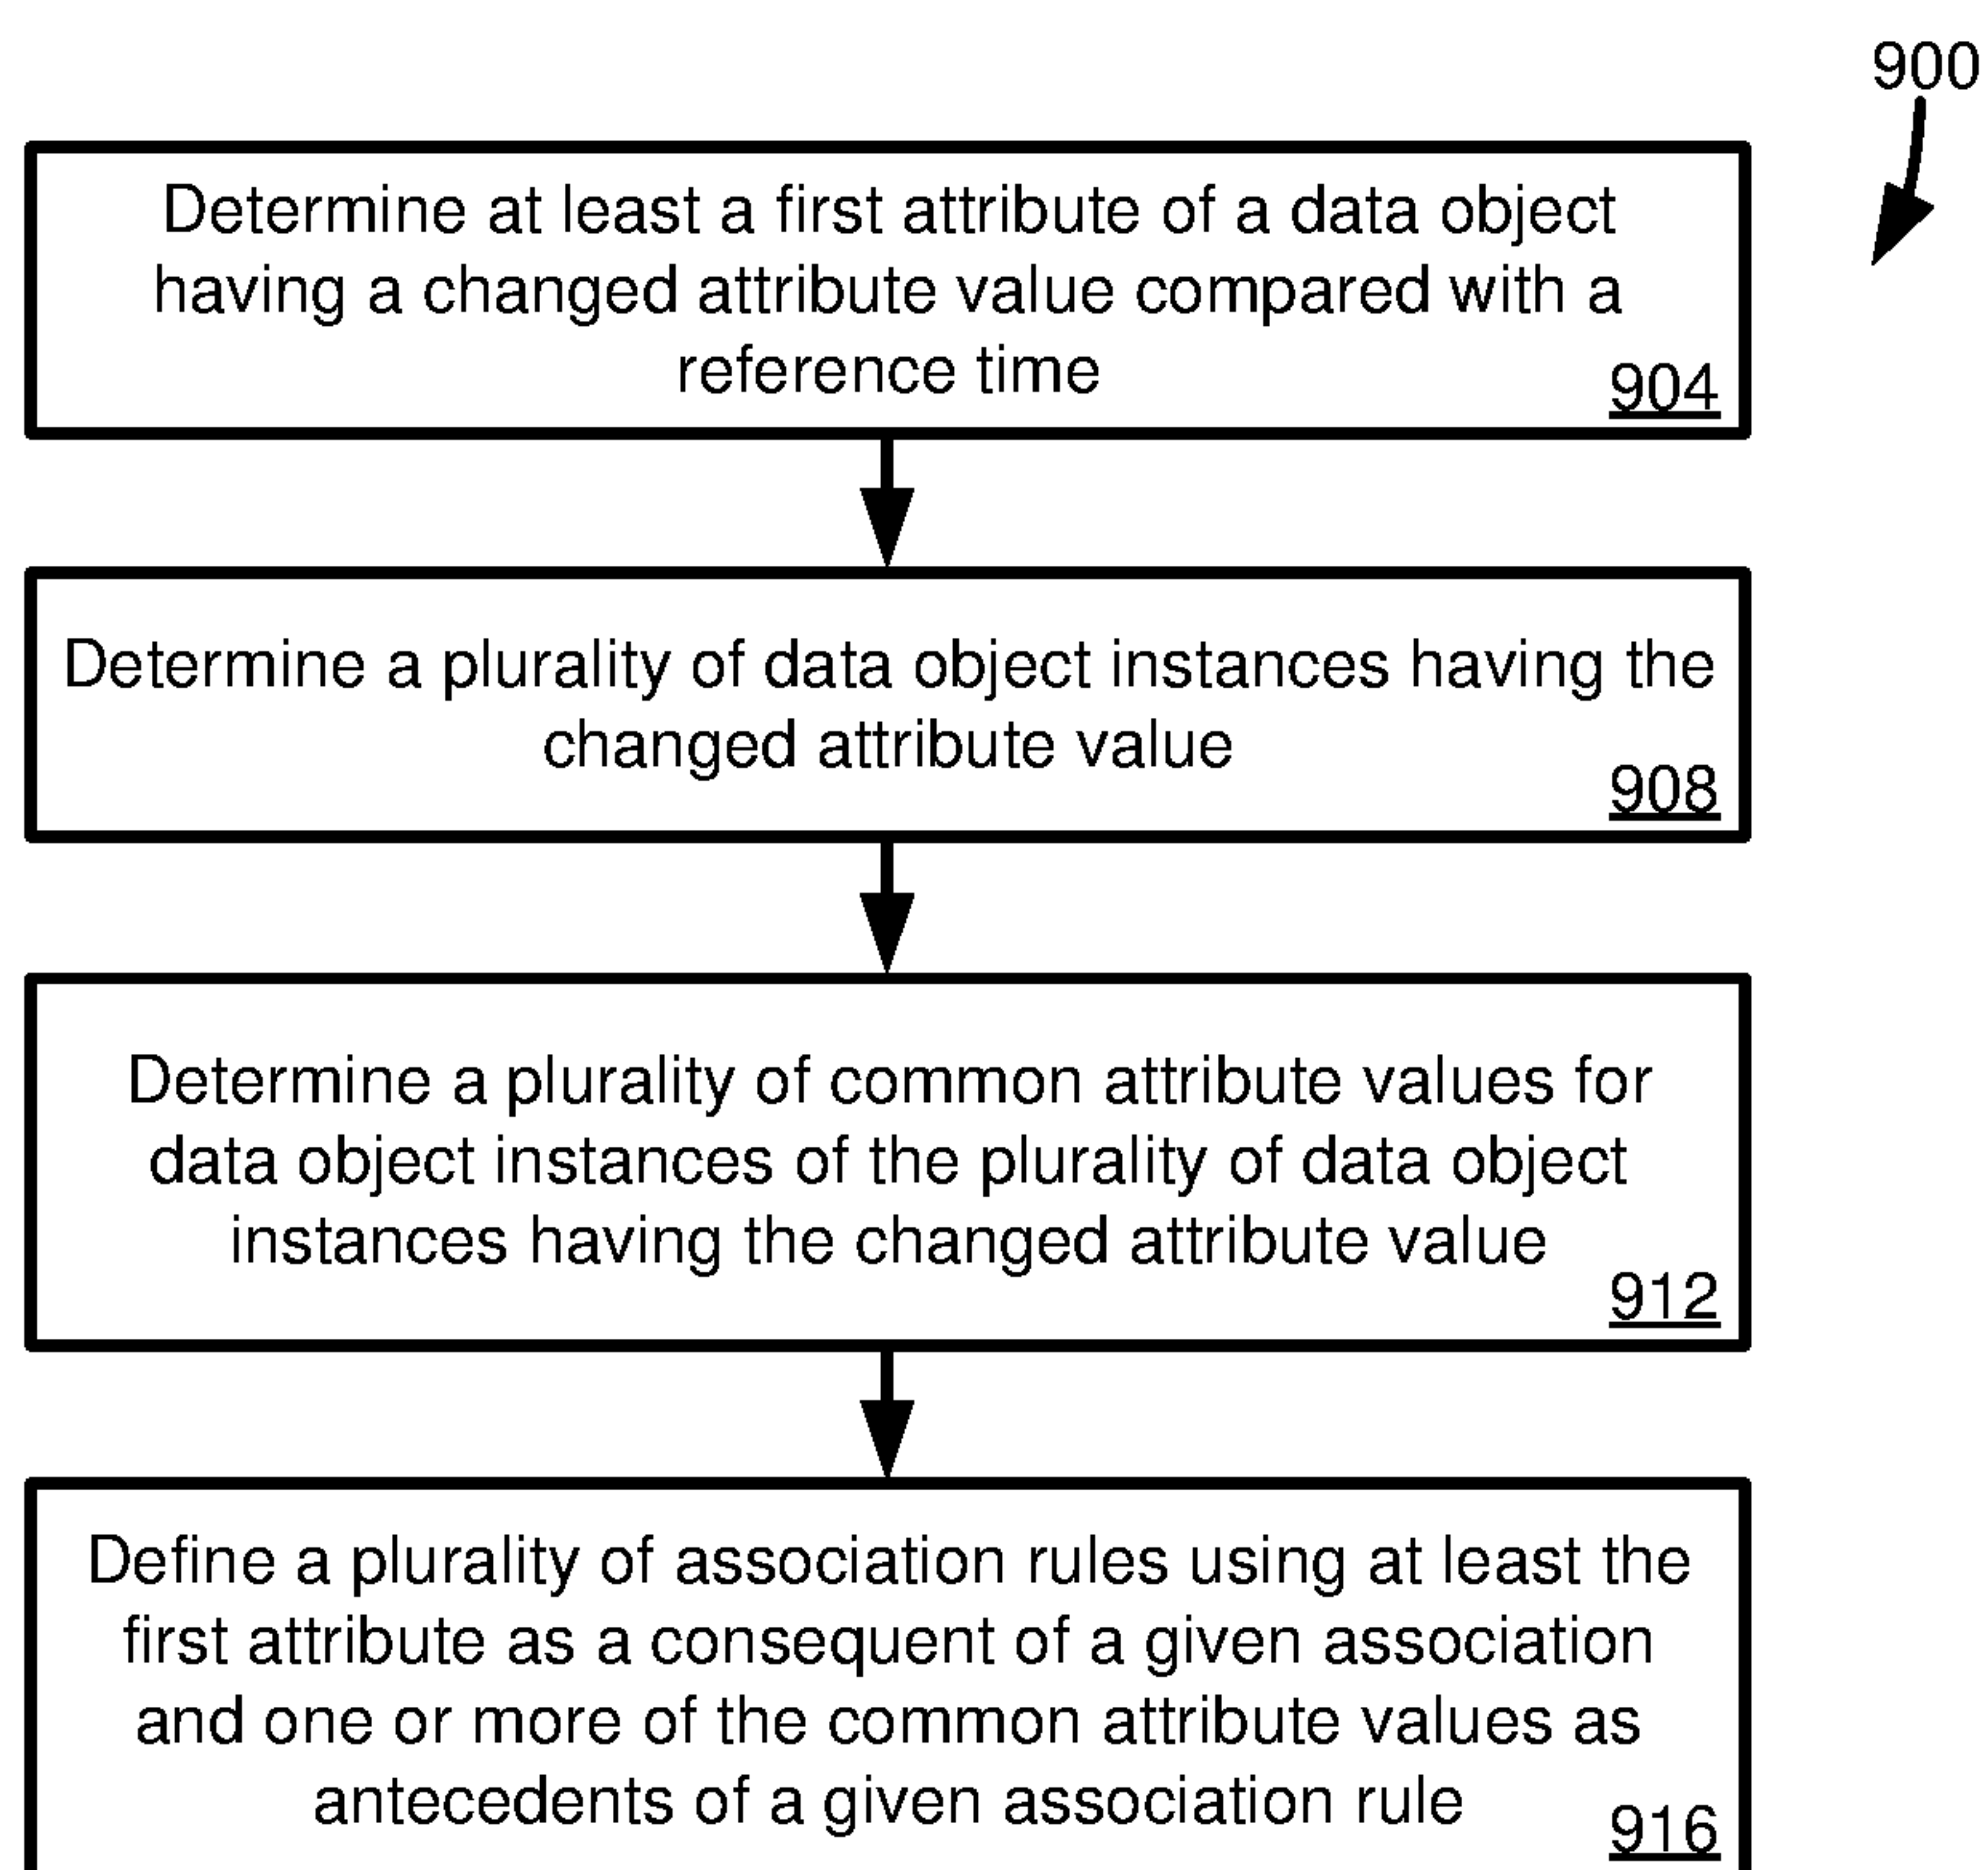 900
Determine at least a first attribute of a data object
having a changed attribute value compared with a
reference time
904
Determine a plurality of data object instances having the
changed attribute value
908
Determine a plurality of common attribute values for
data object instances of the plurality of data object
instances having the changed attribute value
912
Define a plurality of association rules using at least the
first attribute as a consequent of a given association
and one or more of the common attribute values as
antecedents of a given association rule
916